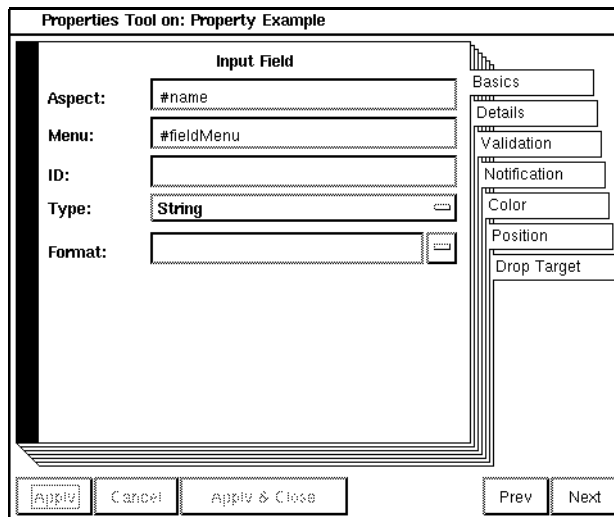 Properties Tool on: Property Example
Input Field
Aspect: #name
Menu: #fieldMenu
ID:
Type: String
Format:
Basics
Details
Validation
Notification
Color
Position
Drop Target
Apply Cancel Apply & Close Prev Next